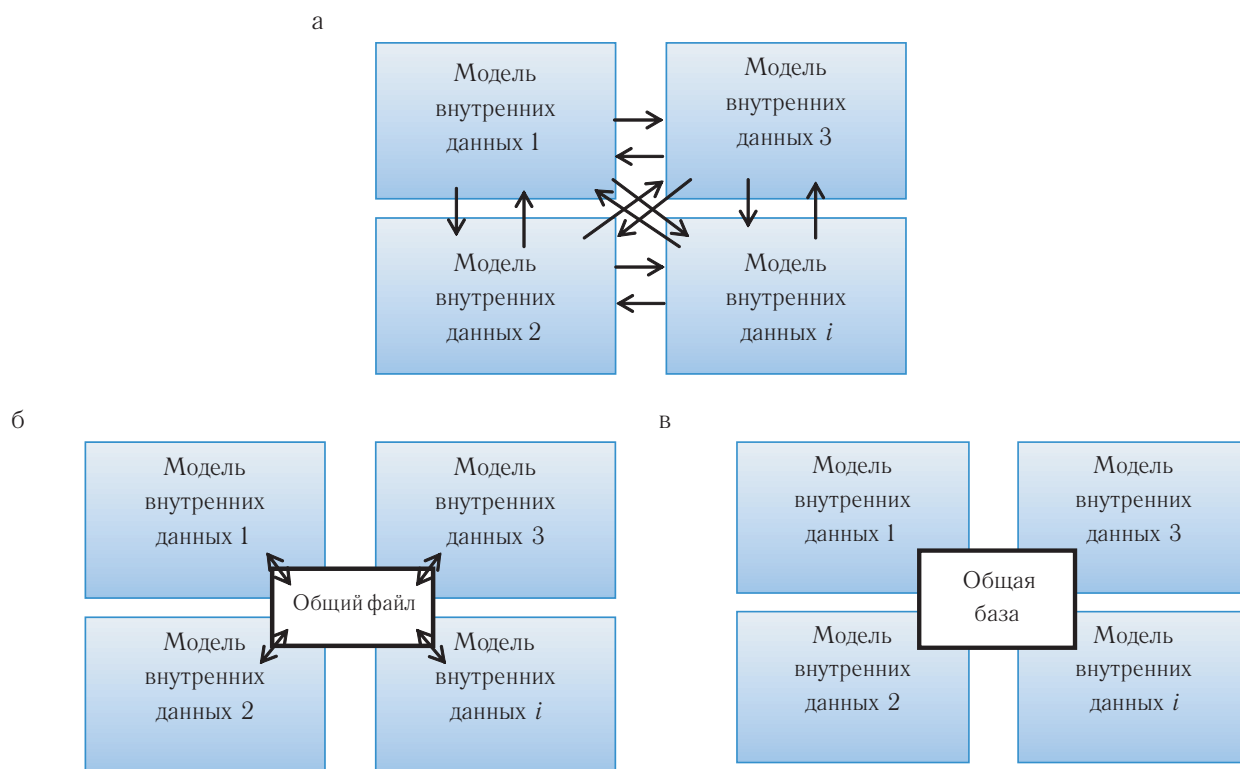 а
Модель
внутренних
данных 1
Модель
внутренних
данных 3
Модель
внутренних
данных 2
Модель
внутренних
данных i
б
Модель
внутренних
данных 1
Модель
внутренних
данных 3
Общий файл
Модель
внутренних
данных 2
Модель
внутренних
данных i
в
Модель
внутренних
данных 1
Модель
внутренних
данных 3
Общая
база
Модель
внутренних
данных 2
Модель
внутренних
данных i